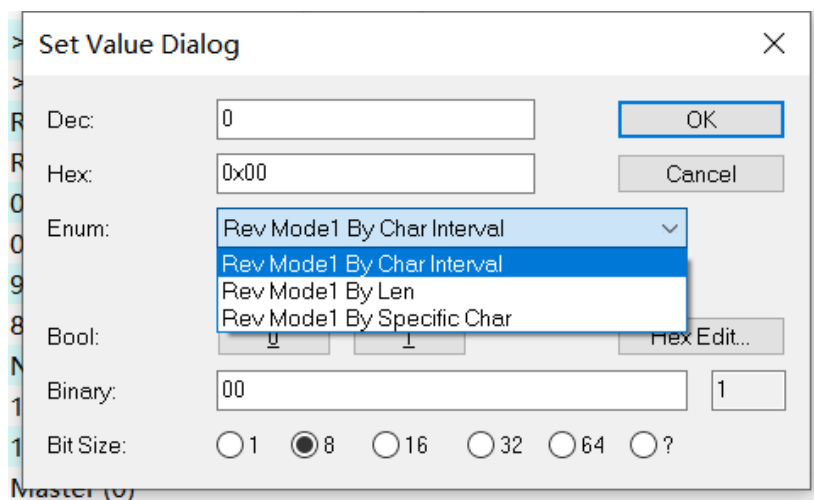 Set Value Dialog
Dec: 0 OK
Hex: 0x00 Cancel
Enum: Rev Mode1 By Char Interval
Rev Mode1 By Char Interval
Rev Mode1 By Len
Rev Mode1 By Specific Char
Bool: 0 1 Hex Edit...
Binary: 00 1
Bit Size: 1 8 16 32 64 ?